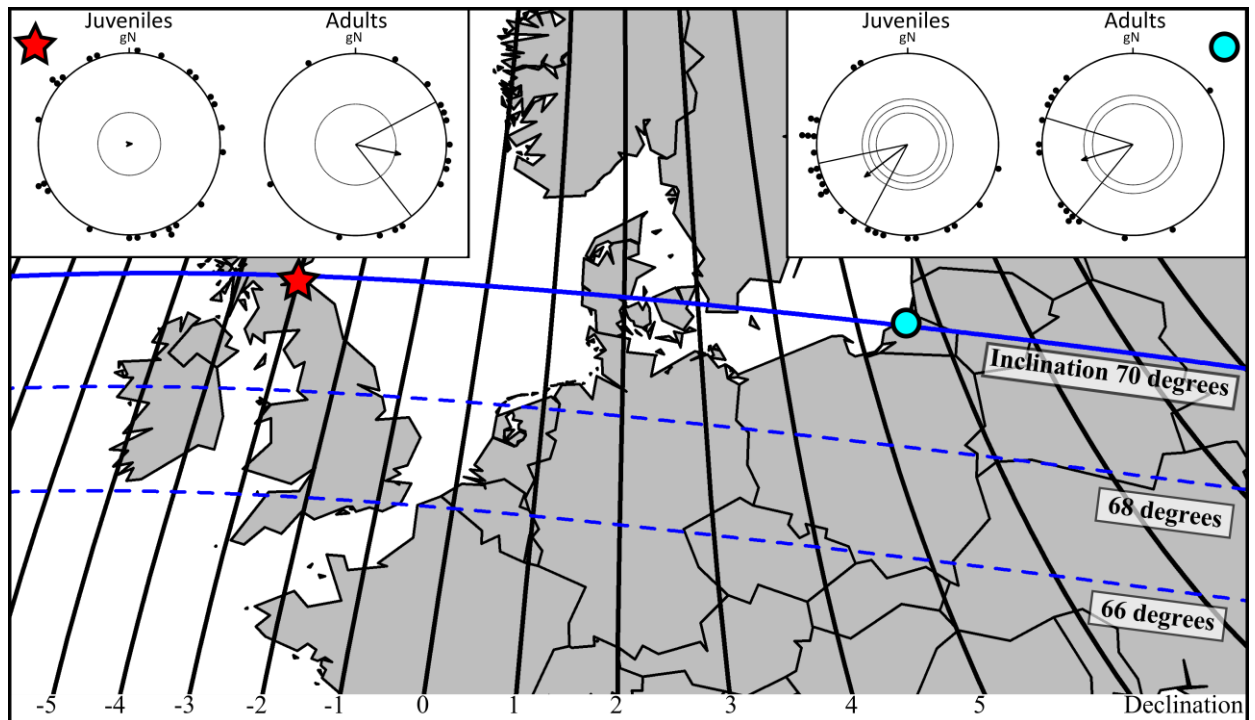 Juveniles
gN
Adults
gN
Juveniles
gN
Adults
gN
Inclination 70 degrees
68 degrees
66 degrees
-5 -4 -3 -2 -1 0 1 2 3 4 5 Declination